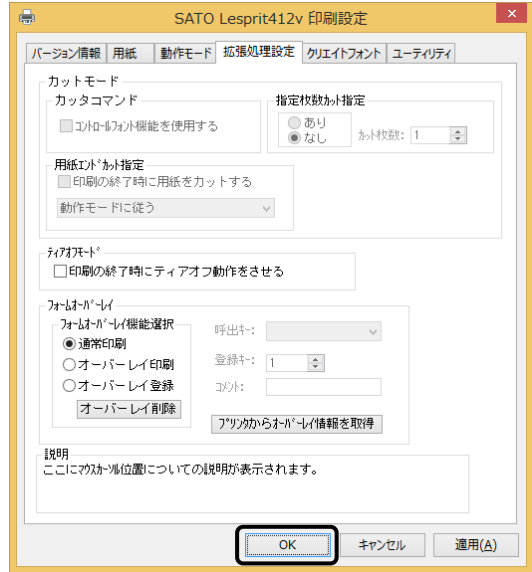 SATO Lesprit412v 印刷設定
バージョン情報 用紙 動作モード 拡張処理設定 クリエイトフォント ユーティリティ
カットモード
カッタコマンド
コントロールフォント機能を使用する
指定枚数カット指定
あり
なし
カット枚数: 1
用紙エンドカット指定
印刷の終了時に用紙をカットする
動作モードに従う
ティアオフモード
印刷の終了時にティアオフ動作をさせる
フォームオーバーレイ
フォームオーバーレイ機能選択
通常印刷
オーバーレイ印刷
オーバーレイ登録
オーバーレイ削除
呼出キー:
登録キー: 1
コメント:
プリンタからオーバーレイ情報を取得
説明
ここにマウスカーソル位置についての説明が表示されます。
OK キャンセル 適用(A)